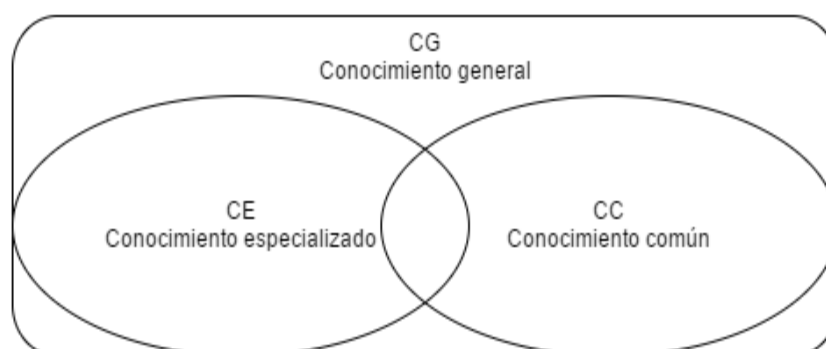 CG
Conocimiento general
CE
Conocimiento especializado
CC
Conocimiento común